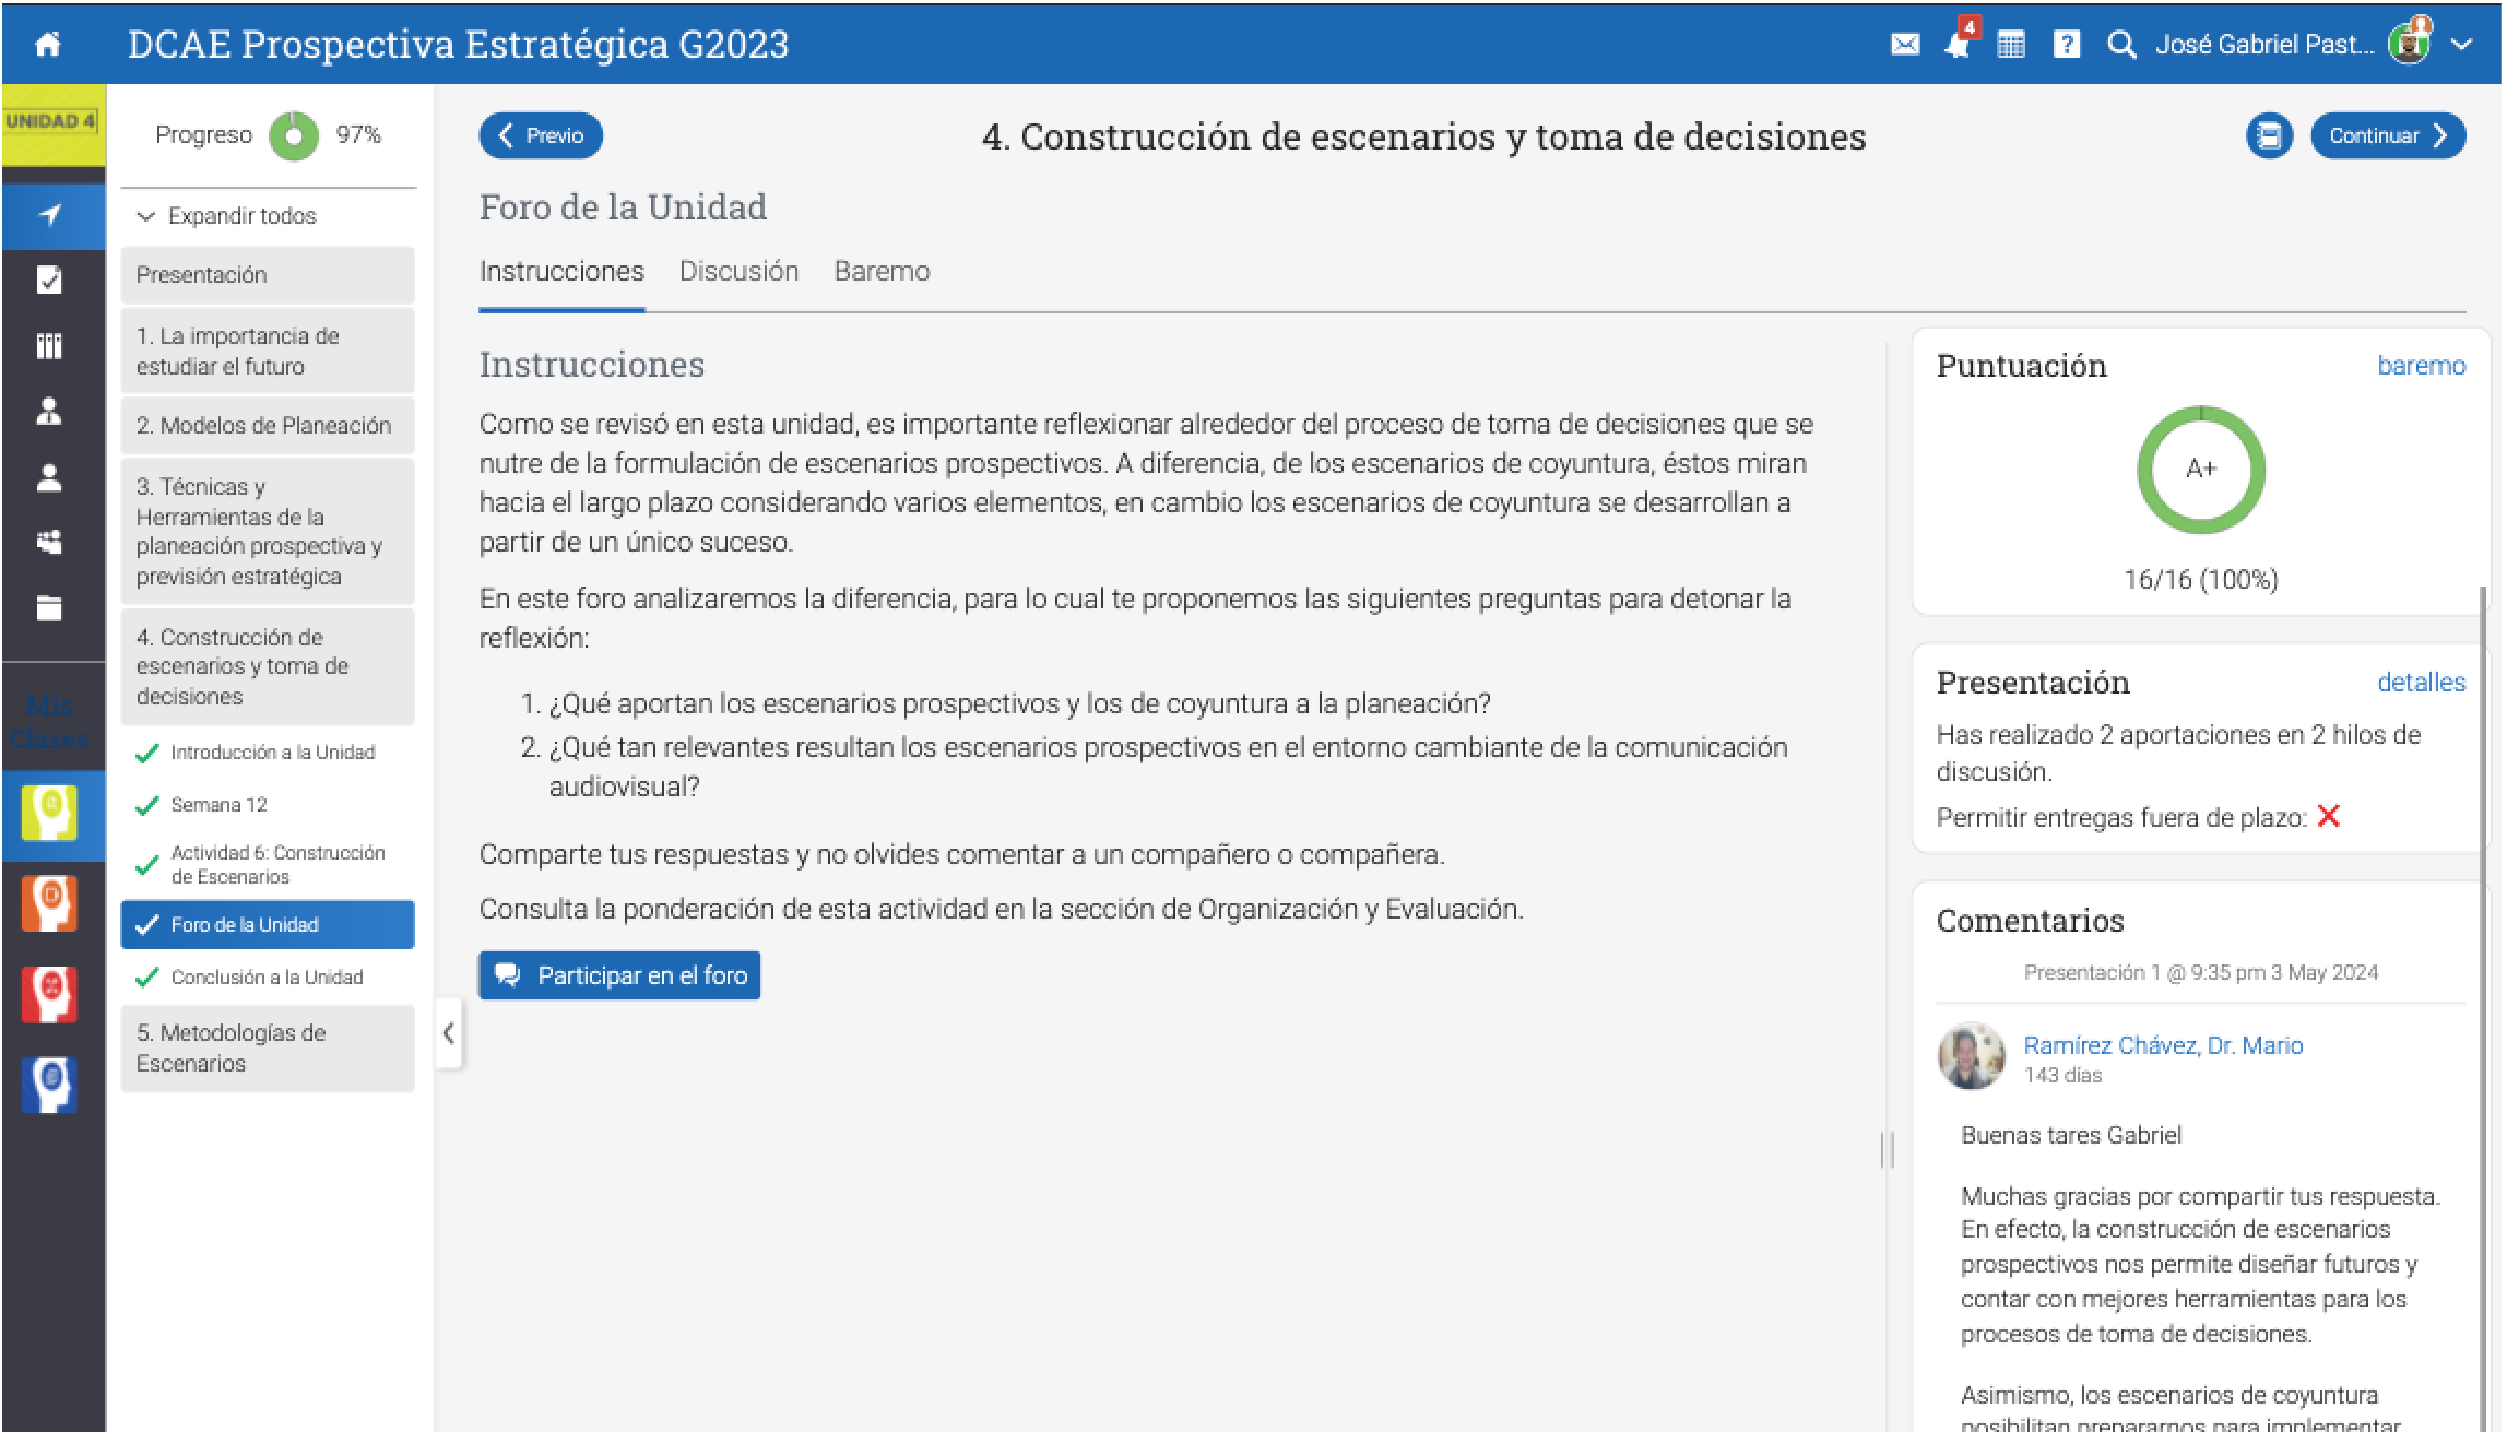 DCAE Prospectiva Estratégica G2023
4
José Gabriel Past...
UNIDAD 4
Progreso 97%
Expandir todos
Presentación
1. La importancia de
estudiar el futuro
2. Modelos de Planeación
3. Técnicas y
Herramientas de la
planeación prospectiva y
previsión estratégica
4. Construcción de
escenarios y toma de
decisiones
Introducción a la Unidad
Semana 12
Actividad 6: Construcción
de Escenarios
Foro de la Unidad
Conclusión a la Unidad
5. Metodologías de
Escenarios
Mis
Clases
Previo
4. Construcción de escenarios y toma de decisiones
Continuar
Foro de la Unidad
Instrucciones Discusión Baremo
Instrucciones
Como se revisó en esta unidad, es importante reflexionar alrededor del proceso de toma de decisiones que se
nutre de la formulación de escenarios prospectivos. A diferencia, de los escenarios de coyuntura, éstos miran
hacia el largo plazo considerando varios elementos, en cambio los escenarios de coyuntura se desarrollan a
partir de un único suceso.
En este foro analizaremos la diferencia, para lo cual te proponemos las siguientes preguntas para detonar la
reflexión:
1. ¿Qué aportan los escenarios prospectivos y los de coyuntura a la planeación?
2. ¿Qué tan relevantes resultan los escenarios prospectivos en el entorno cambiante de la comunicación
audiovisual?
Comparte tus respuestas y no olvides comentar a un compañero o compañera.
Consulta la ponderación de esta actividad en la sección de Organización y Evaluación.
Participar en el foro
Puntuación baremo
A+
16/16 (100%)
Presentación detalles
Has realizado 2 aportaciones en 2 hilos de
discusión.
Permitir entregas fuera de plazo:
Comentarios
Presentación 1 @ 9:35 pm 3 May 2024
Ramírez Chávez, Dr. Mario
143 días
Buenas tares Gabriel
Muchas gracias por compartir tus respuesta.
En efecto, la construcción de escenarios
prospectivos nos permite diseñar futuros y
contar con mejores herramientas para los
procesos de toma de decisiones.
Asimismo, los escenarios de coyuntura
posibilitan prepararnos para implementar